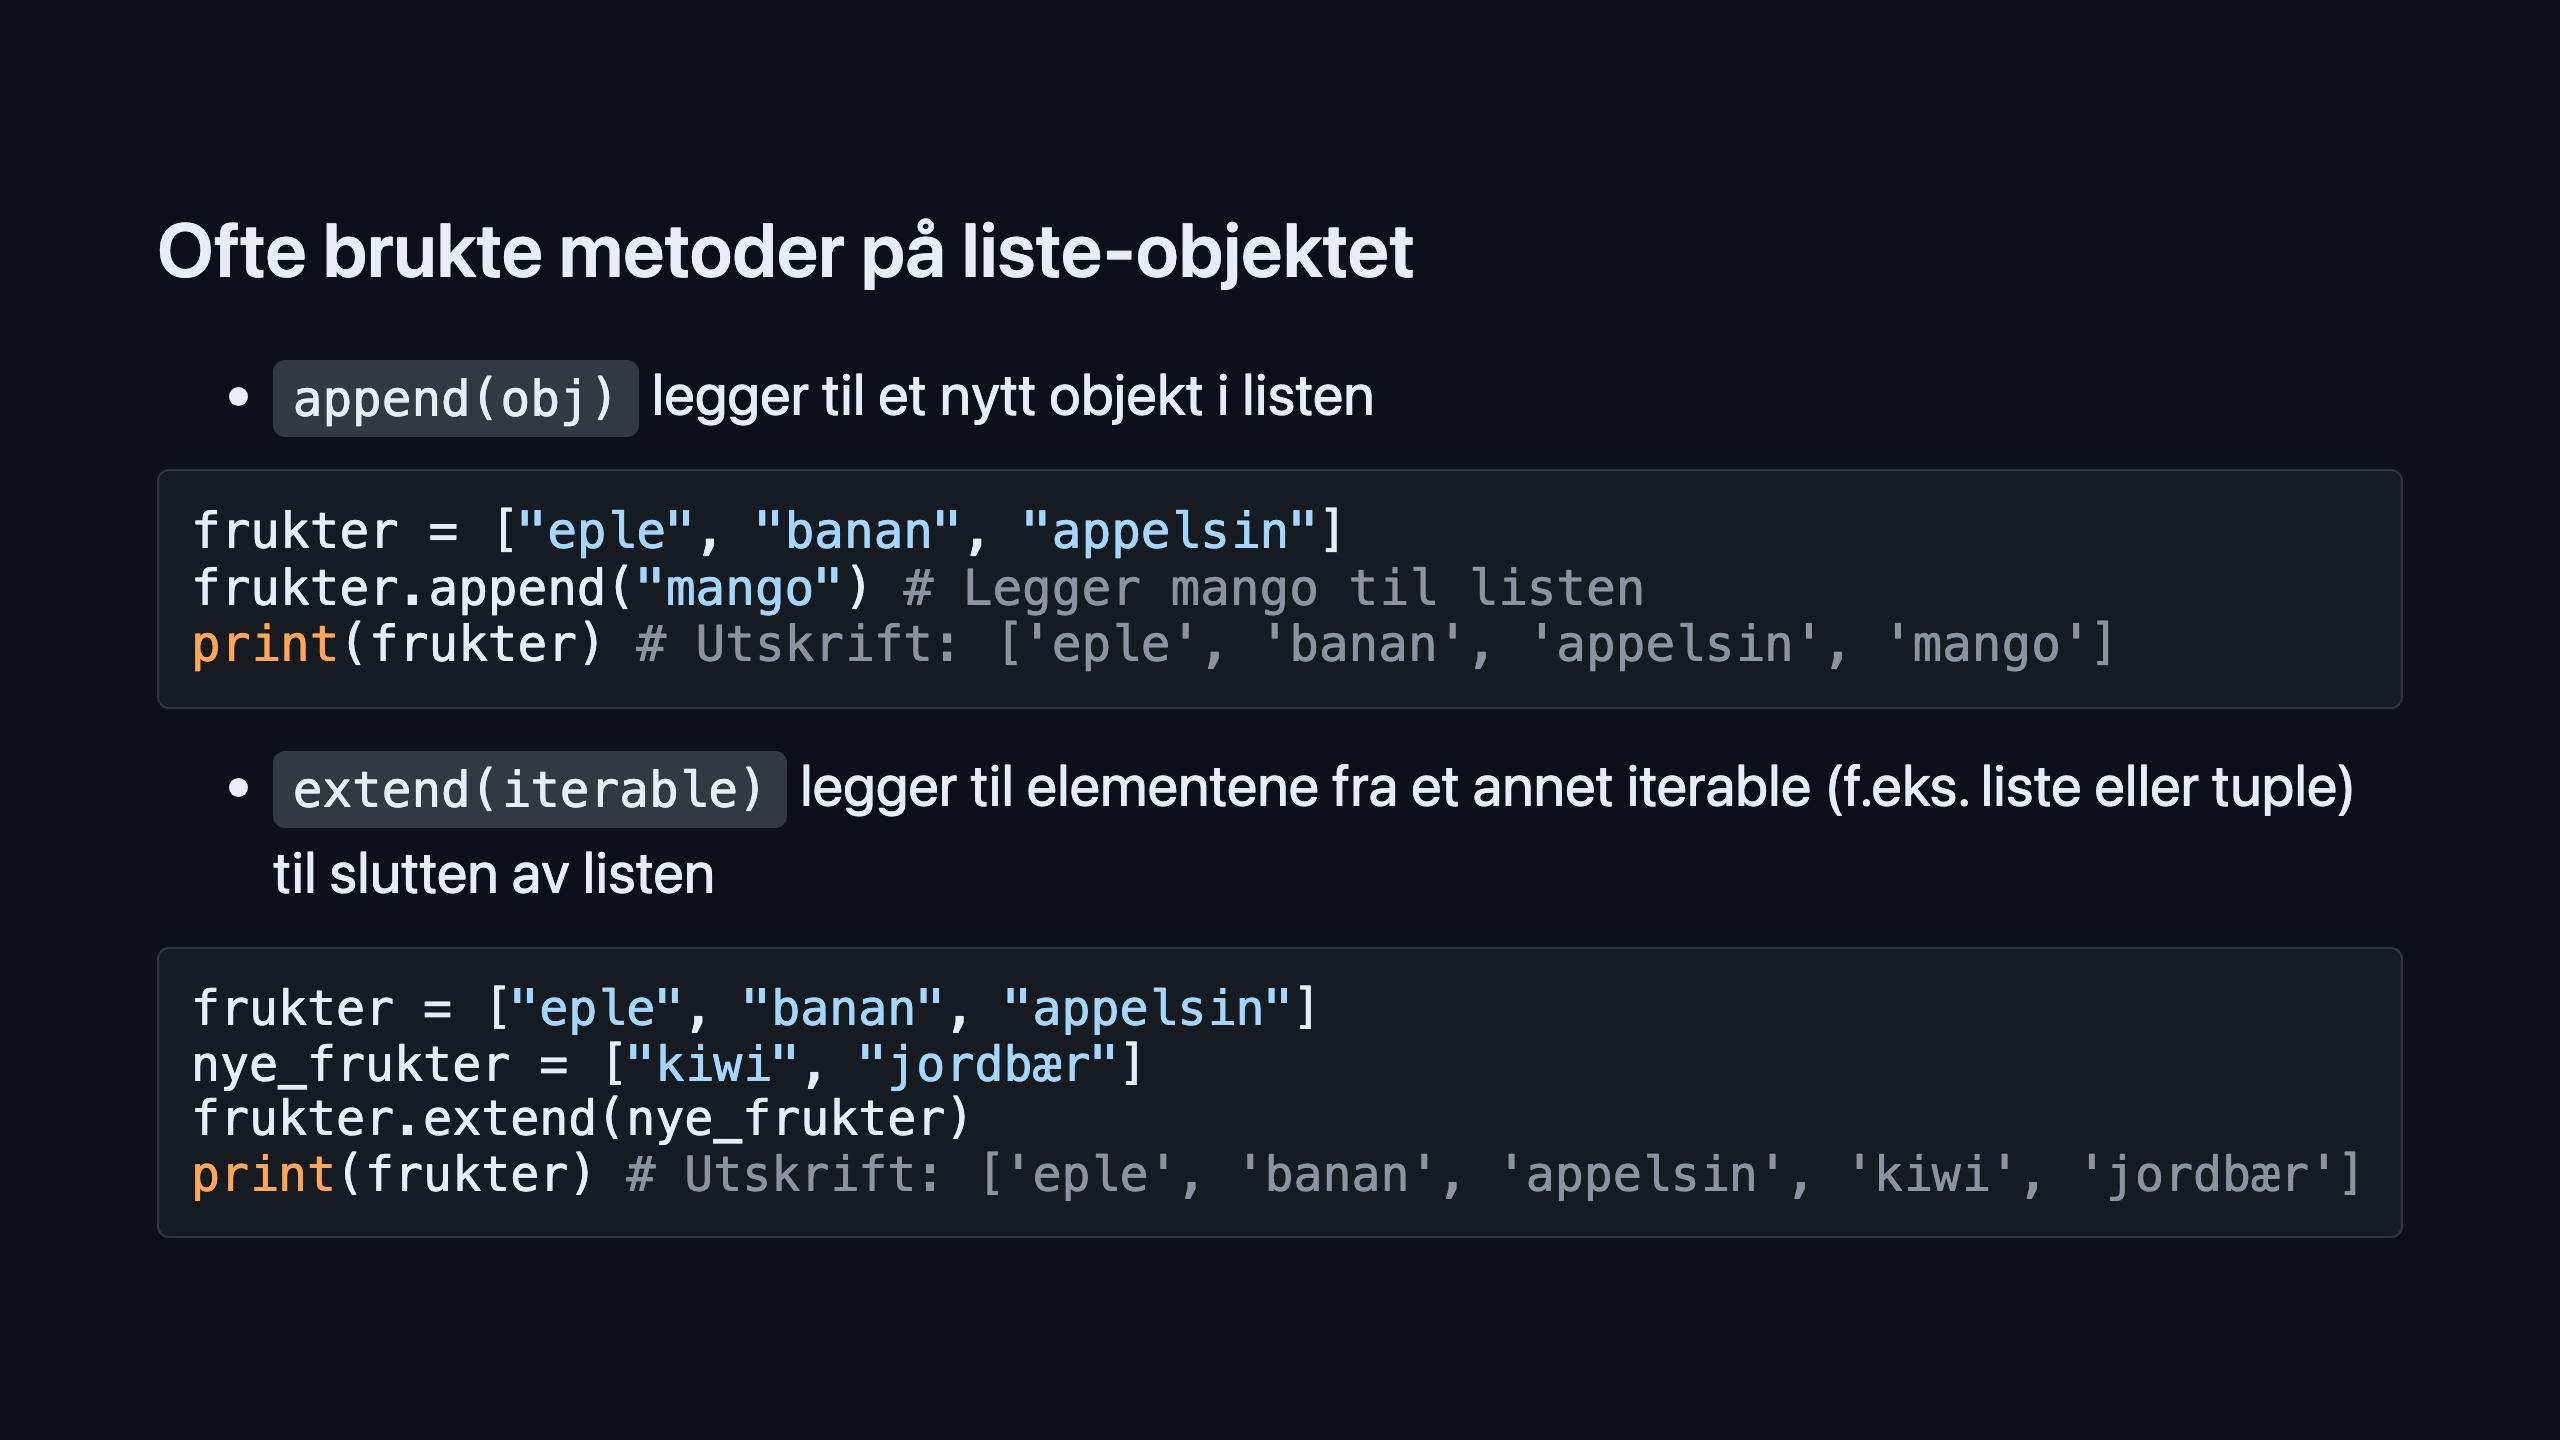 Ofte brukte metoder på liste-objektet
• append(obj) legger til et nytt objekt i listen
frukter = ["eple", "banan", "appelsin"]
frukter.append("mango") # Legger mango til listen
print(frukter) # Utskrift: ['eple', 'banan', 'appelsin', 'mango']
• extend(iterable) legger til elementene fra et annet iterable (f.eks. liste eller tuple)
til slutten av listen
frukter = ["eple", "banan", "appelsin"]
nye_frukter = ["kiwi", "jordbær"]
frukter.extend(nye_frukter)
print(frukter) # Utskrift: ['eple', 'banan', 'appelsin', 'kiwi', 'jordbær']